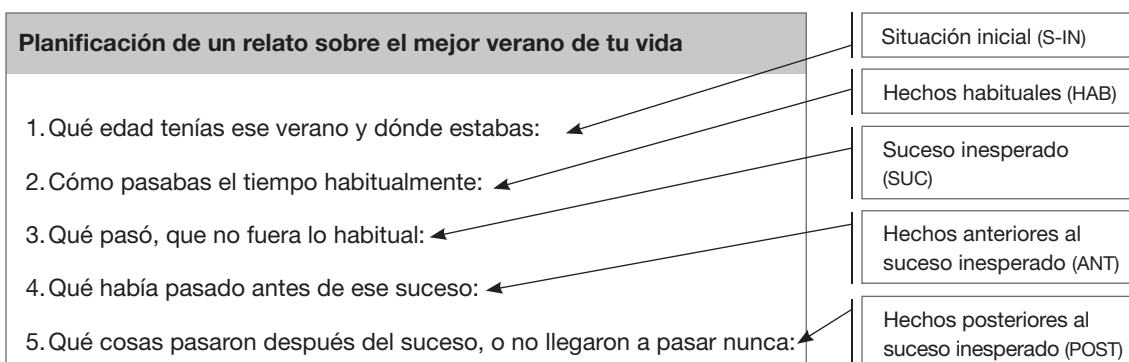 Planificación de un relato sobre el mejor verano de tu vida
1. Qué edad tenías ese verano y dónde estabas:
2. Cómo pasabas el tiempo habitualmente:
3. Qué pasó, que no fuera lo habitual:
4. Qué había pasado antes de ese suceso:
5. Qué cosas pasaron después del suceso, o no llegaron a pasar nunca:
Situación inicial (S-IN)
Hechos habituales (HAB)
Suceso inesperado
(SUC)
Hechos anteriores al
suceso inesperado (ANT)
Hechos posteriores al
suceso inesperado (POST)